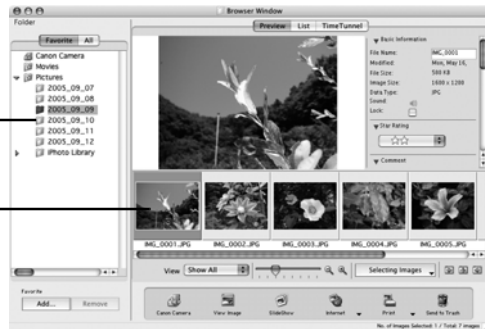 Browser Window
Folder
Favorite All
Canon Camera
Movies
Pictures
2005_09_07
2005_09_08
2005_09_09
2005_09_10
2005_09_11
2005_09_12
iPhoto Library
Favorite
Add... Remove
Preview List TimeTunnel
Basic Information
File Name: IMG_0001
Modified: Mon, May 16,
File Size: 508 KB
Image Size: 1600 x 1200
Data Type: JPG
Sound:
Lock:
Star Rating
Comment
IMG_0001.JPG IMG_0002.JPG IMG_0003.JPG IMG_0004.JPG IMG_0005.JPG
View Show All Selecting Images
Canon Camera View Image SlideShow Internet Print Send to Trash
No. of Images Selected: 1 / Total: 7 images